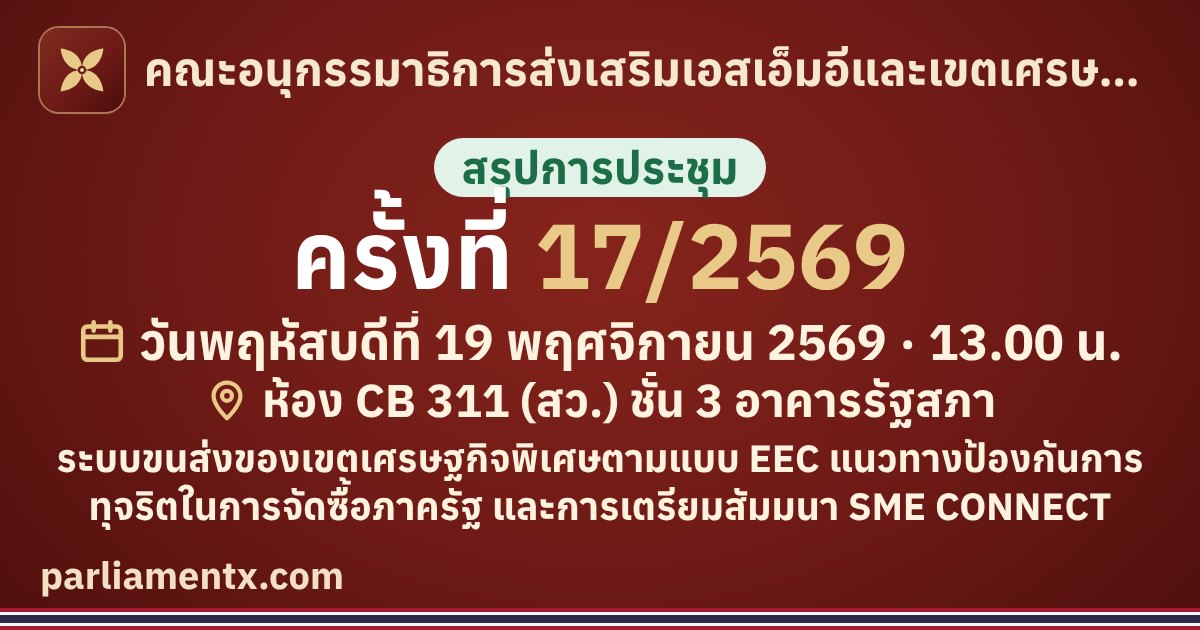 คณะอนุกรรมาธิการส่งเสริมเอสเอ็มอีและเขตเศรษ...
สรุปการประชุม
ครั้งที่ 17/2569
วันพฤหัสบดีที่ 19 พฤศจิกายน 2569 · 13.00 น.
ห้อง CB 311 (สว.) ชั้น 3 อาคารรัฐสภา
ระบบขนส่งของเขตเศรษฐกิจพิเศษตามแบบ EEC แนวทางป้องกันการ
ทุจริตในการจัดซื้อภาครัฐ และการเตรียมสัมมนา SME CONNECT
parliamentx.com